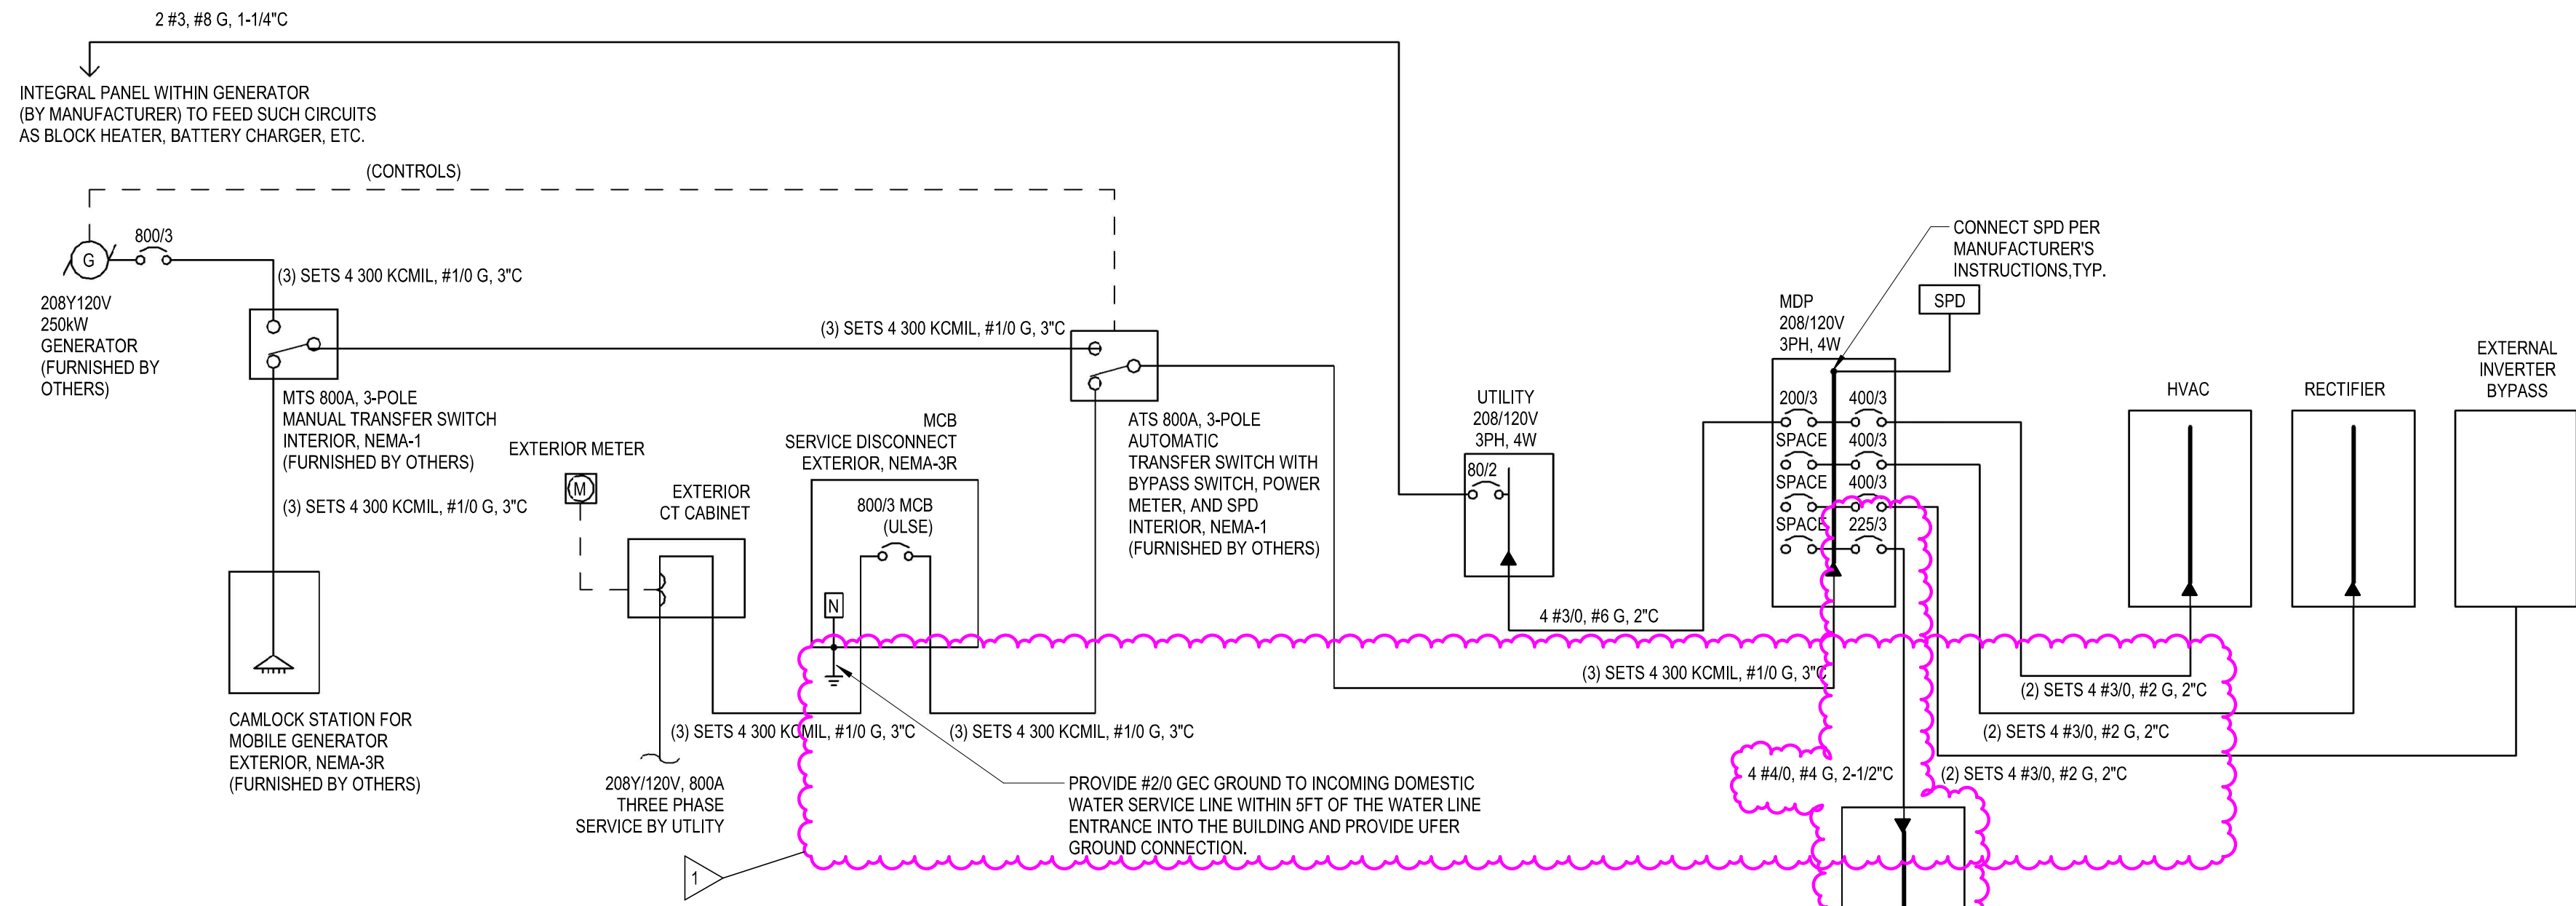 2 #3, #8 G, 1-1/4"C
INTEGRAL PANEL WITHIN GENERATOR
(BY MANUFACTURER) TO FEED SUCH CIRCUITS
AS BLOCK HEATER, BATTERY CHARGER, ETC.
(CONTROLS)
G
800/3
(3) SETS 4 300 KCMIL, #1/0 G, 3"C
208Y120V
250kW
GENERATOR
(FURNISHED BY
OTHERS)
MTS 800A, 3-POLE
MANUAL TRANSFER SWITCH
INTERIOR, NEMA-1
(FURNISHED BY OTHERS)
(3) SETS 4 300 KCMIL, #1/0 G, 3"C
CAMLOCK STATION FOR
MOBILE GENERATOR
EXTERIOR, NEMA-3R
(FURNISHED BY OTHERS)
(3) SETS 4 300 KCMIL, #1/0 G, 3"C
EXTERIOR METER
M
EXTERIOR
CT CABINET
208Y/120V, 800A
THREE PHASE
SERVICE BY UTLITY
MCB
SERVICE DISCONNECT
EXTERIOR, NEMA-3R
800/3 MCB
(ULSE)
N
(3) SETS 4 300 KCMIL, #1/0 G, 3"C
(3) SETS 4 300 KCMIL, #1/0 G, 3"C
ATS 800A, 3-POLE
AUTOMATIC
TRANSFER SWITCH WITH
BYPASS SWITCH, POWER
METER, AND SPD
INTERIOR, NEMA-1
(FURNISHED BY OTHERS)
PROVIDE #2/0 GEC GROUND TO INCOMING DOMESTIC
WATER SERVICE LINE WITHIN 5FT OF THE WATER LINE
ENTRANCE INTO THE BUILDING AND PROVIDE UFER
GROUND CONNECTION.
1
UTILITY
208/120V
3PH, 4W
80/2
4 #3/0, #6 G, 2"C
(3) SETS 4 300 KCMIL, #1/0 G, 3"C
CONNECT SPD PER
MANUFACTURER'S
INSTRUCTIONS,TYP.
SPD
MDP
208/120V
3PH, 4W
200/3 400/3
SPACE 400/3
SPACE 400/3
SPACE 225/3
4 #4/0, #4 G, 2-1/2"C
HVAC
RECTIFIER
EXTERNAL
INVERTER
BYPASS
(2) SETS 4 #3/0, #2 G, 2"C
(2) SETS 4 #3/0, #2 G, 2"C
(2) SETS 4 #3/0, #2 G, 2"C